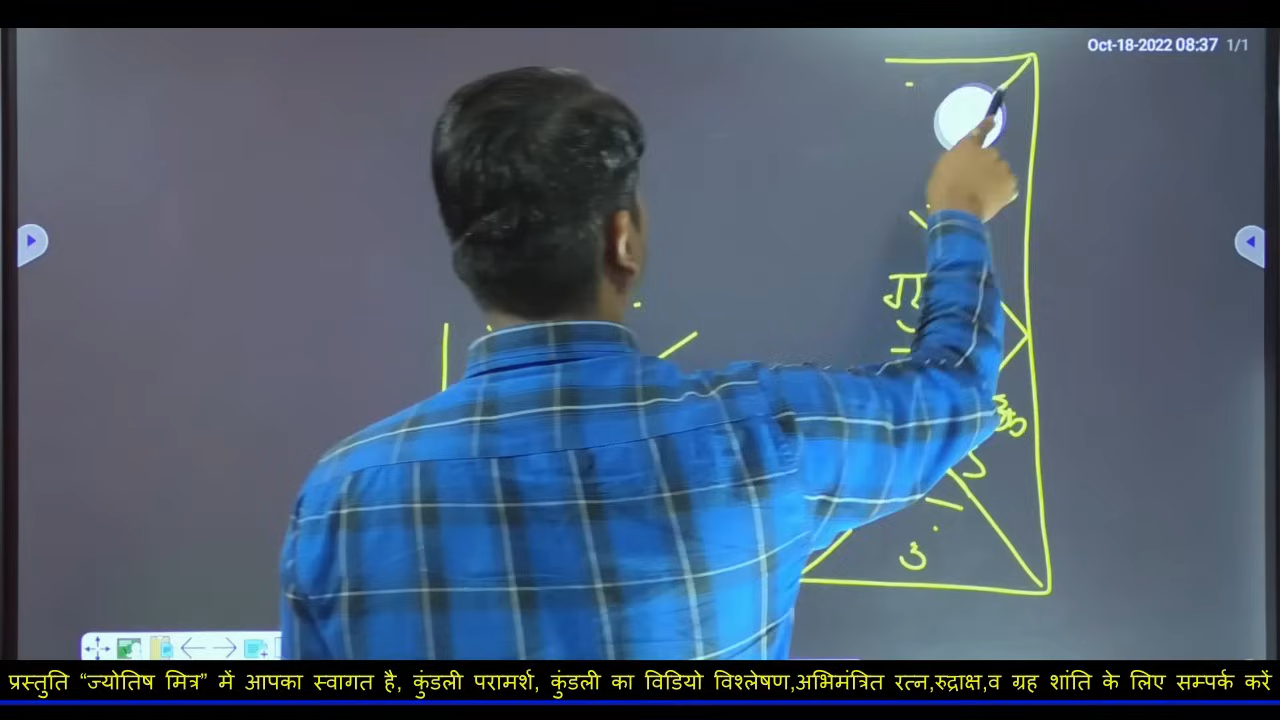 Oct-18-2022 08:37 1/1
गु
३
प्रस्तुति “ज्योतिष मित्र” में आपका स्वागत है, कुंडली परामर्श, कुंडली का विडियो विश्लेषण,अभिमंत्रित रत्न,रुद्राक्ष,व ग्रह शांति के लिए सम्पर्क करें